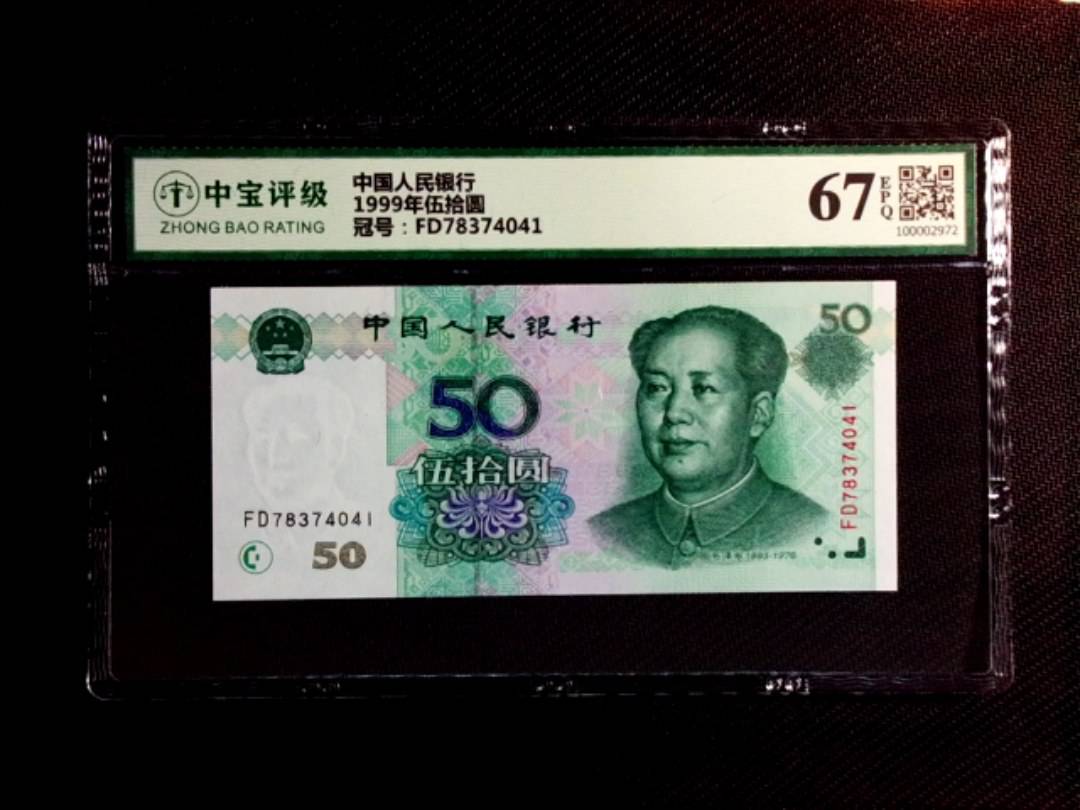 中宝评级
ZHONG BAO RATING
中国人民银行
1999年伍拾圆
冠号：FD78374041
67
EPQ
100002972
中国人民银行
50
50
伍拾圆
FD78374041
FD78374041
50
1893-1976